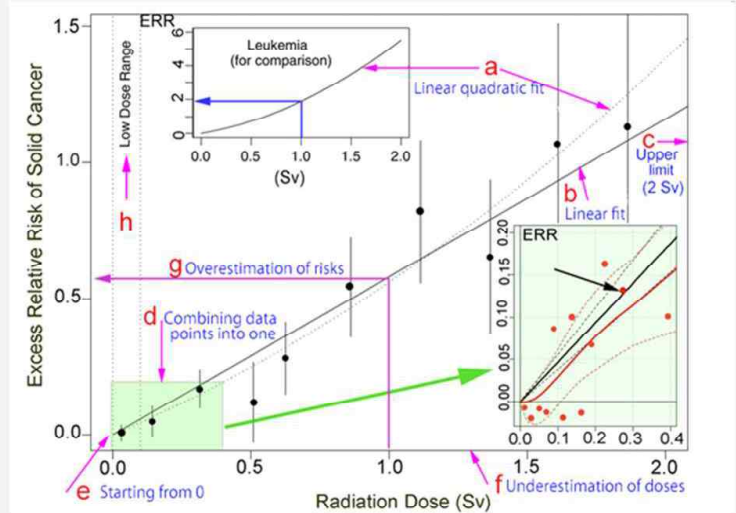 ERR
1.5
6
4
2
0
Leukemia
(for comparison)
0.0 0.5 1.0 1.5 2.0
(Sv)
a
Linear quadratic fit
Low Dose Range
h
c
Upper
limit
(2 Sv)
b
Linear fit
1.0
g Overestimation of risks
0.5
d Combining data
points into one
0.0
Excess Relative Risk of Solid Cancer
ERR
0.20
0.15
0.10
0.05
0.00
0.0 0.1 0.2 0.3 0.4
0.0 0.5 1.0 1.5 2.0
e Starting from 0
Radiation Dose (Sv)
f Underestimation of doses